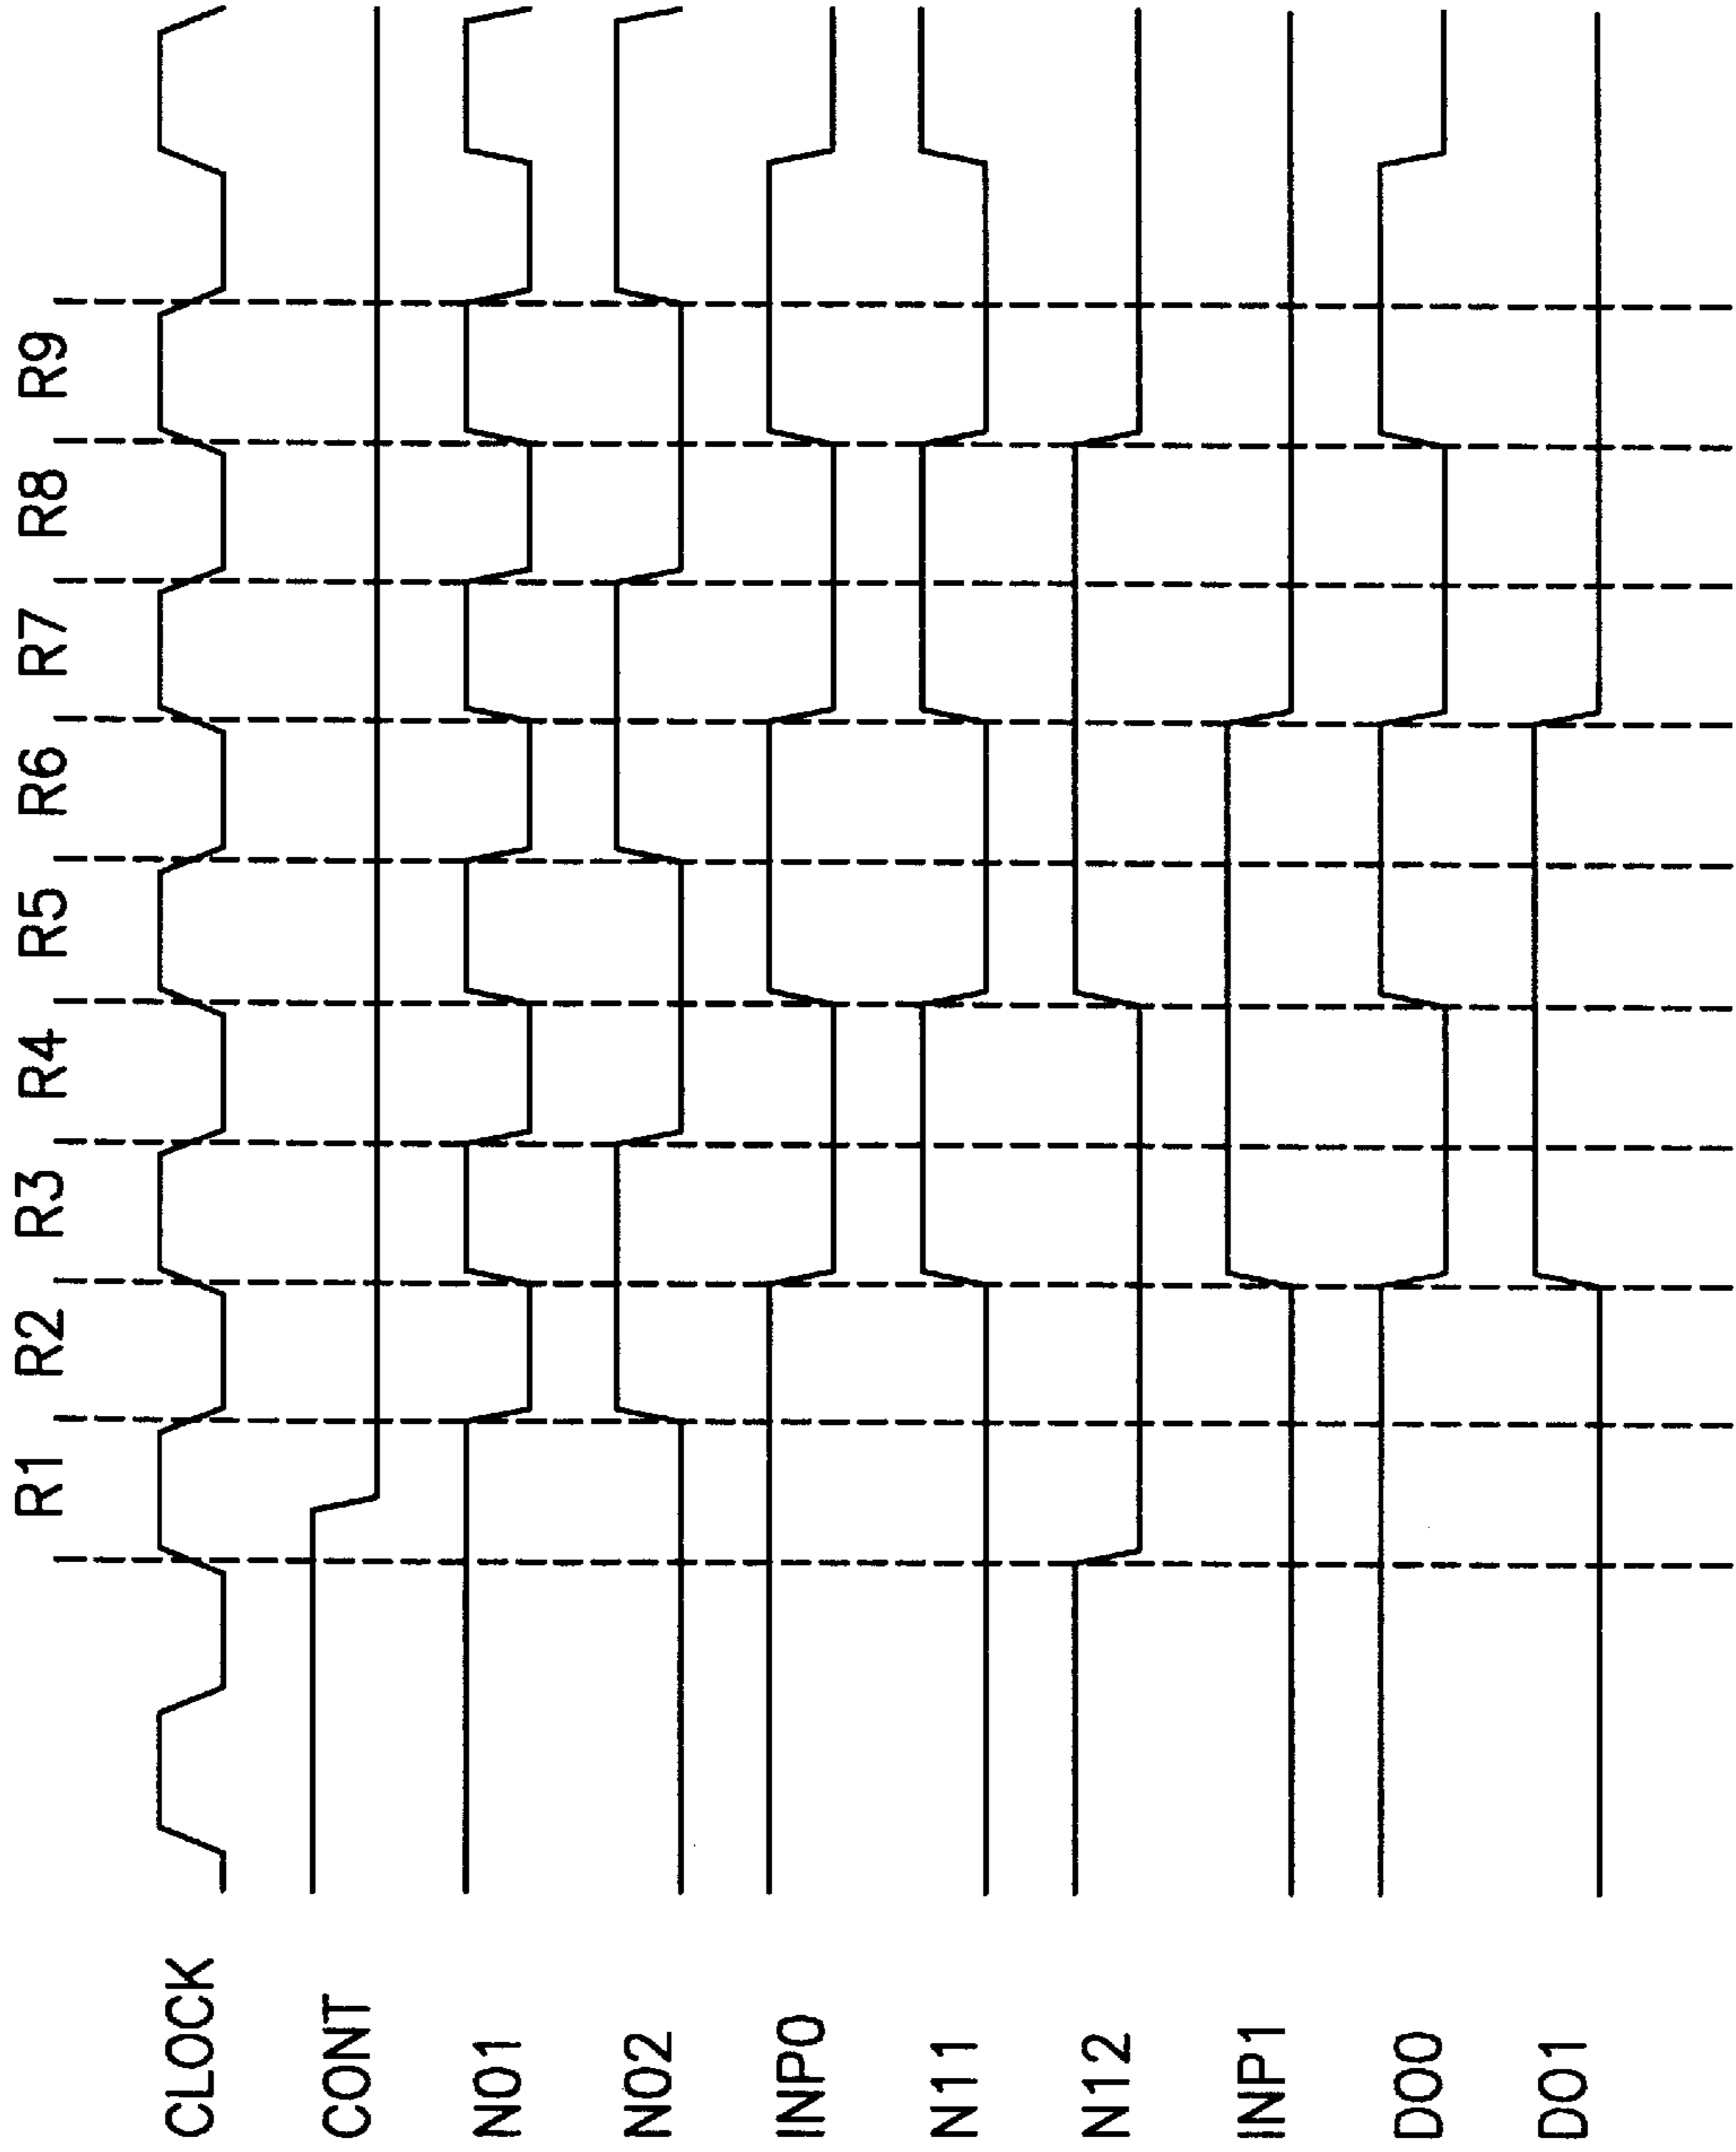 R1 R2 R3 R4 R5 R6 R7 R8 R9
CLOCK
CONT
N01
N02
INP0
N11
N12
INP1
D00
D01